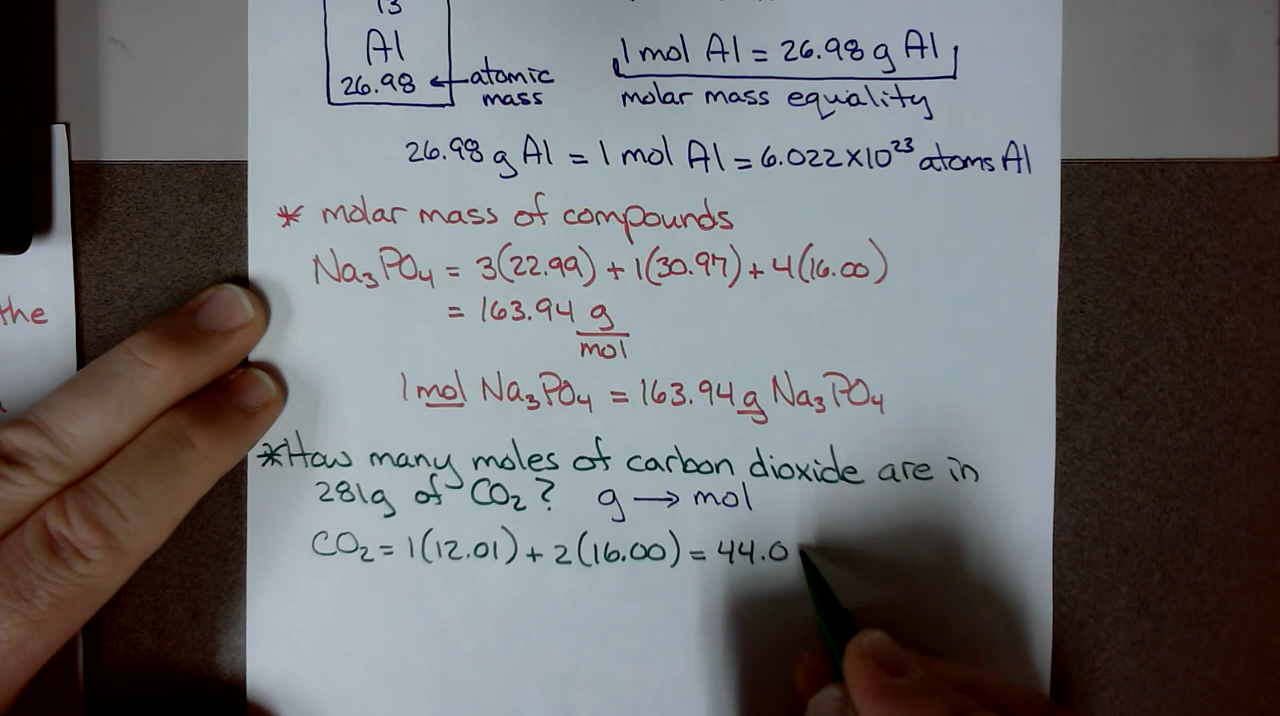 13
Al
26.98 ← atomic mass
1 mol Al = 26.98 g Al
molar mass equality
26.98 g Al = 1 mol Al = 6.022×10²³ atoms Al
* molar mass of compounds
Na₃PO₄ = 3(22.99) + 1(30.97) + 4(16.00)
= 163.94 g/mol
1 mol Na₃PO₄ = 163.94 g Na₃PO₄
the
*How many moles of carbon dioxide are in
281g of CO₂? g → mol
CO₂ = 1(12.01) + 2(16.00) = 44.0